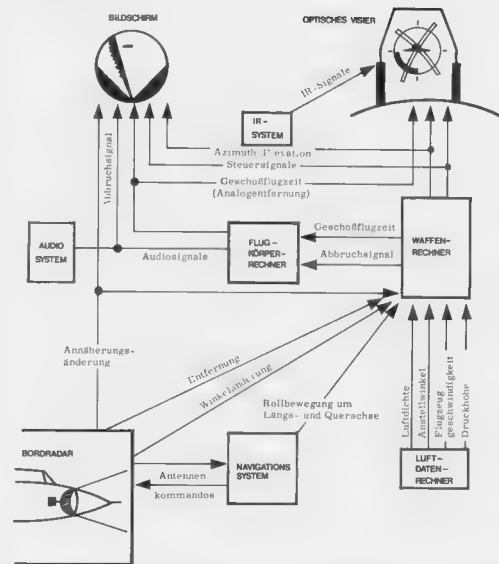 BILDSCHIRM
OPTISCHES VISIER
IR-Signale
IR-
SYSTEM
Abbruchsignal
Azimuth
Steuersignale
Geschoßflugzeit
(Analogentfernung)
AUDIO
SYSTEM
Audiosignale
FLUG-
KÖRPER-
RECHNER
Geschoßflugzeit
Abbruchsignal
WAFFEN-
RECHNER
Annäherungs-
änderung
Entfernung
Winkeländerung
Rollbewegung um
Längs- und Querachse
Luftdichte
Anstellwinkel
Flugzeug
geschwindigkeit
Druckhöhe
BORDRADAR
Antennen
kommandos
NAVIGATIONS
SYSTEM
LUFT-
DATEN-
RECHNER